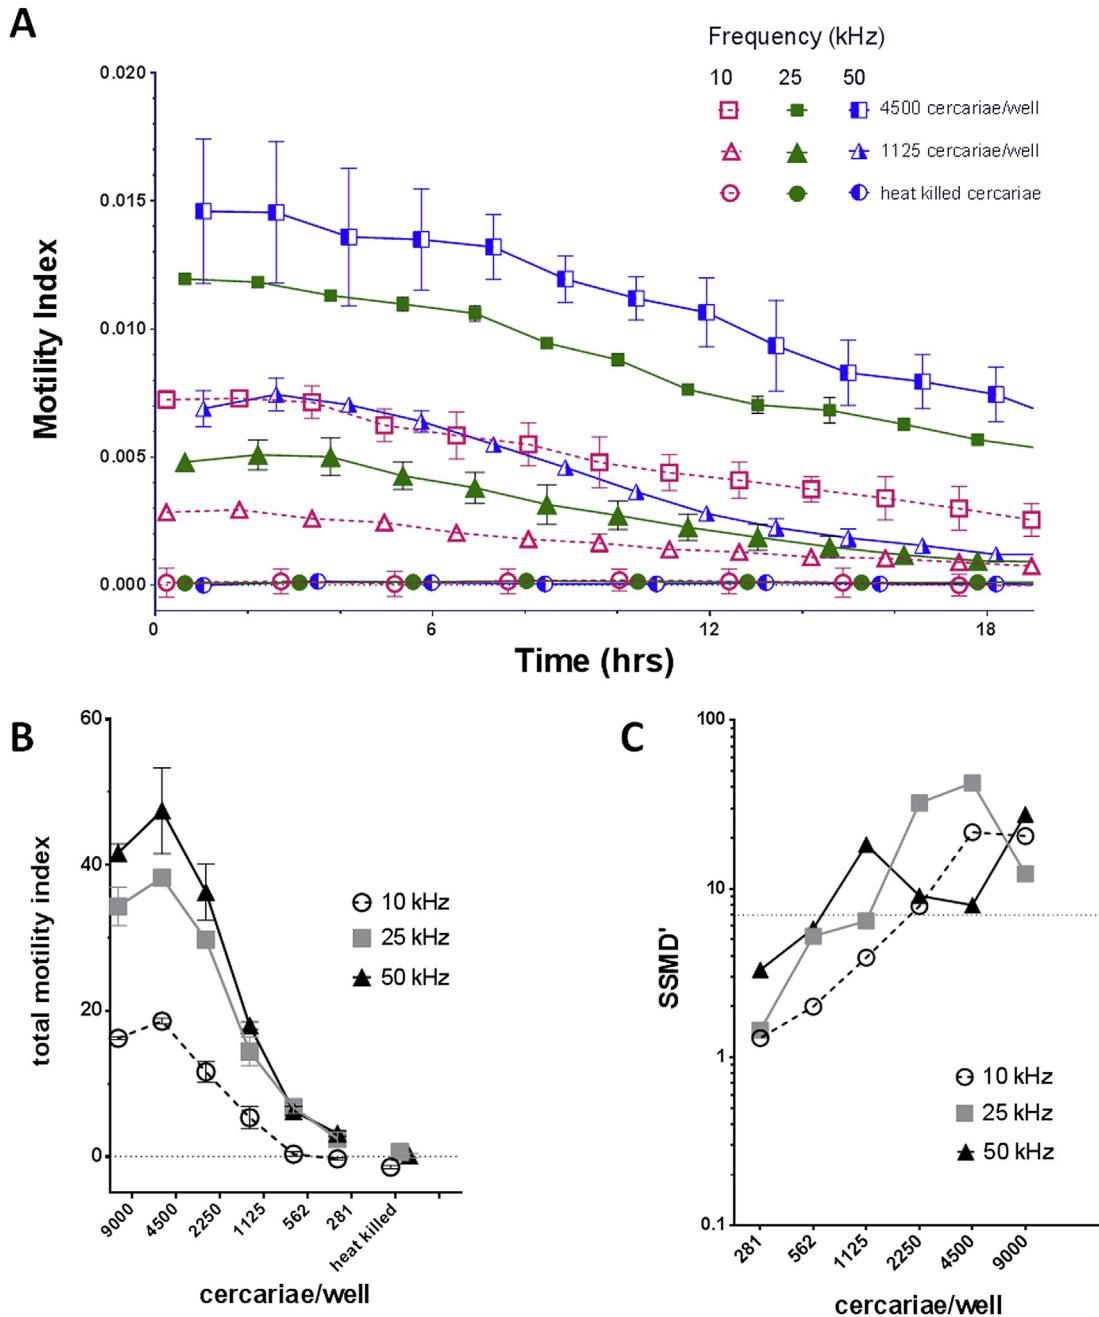 A
Frequency (kHz)
10 25 50
4500 cercariae/well
1125 cercariae/well
heat killed cercariae
0.020
0.015
0.010
0.005
0.000
Motility Index
0 6 12 18
Time (hrs)
B
60
40
20
0
total motility index
10 kHz
25 kHz
50 kHz
9000 4500 2250 1125 562 281 heat killed
cercariae/well
C
100
10
1
0.1
SSMD'
10 kHz
25 kHz
50 kHz
281 562 1125 2250 4500 9000
cercariae/well